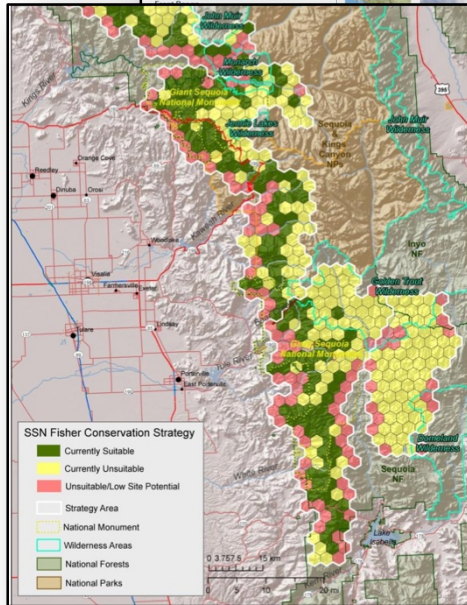 John Muir
Wilderness
Monarch
Wilderness
Kings River
Giant Sequoia
National Monument
Jennie Lakes
Wilderness
Sequoia
Kings
Canyon
NPs
John Muir
Wilderness
395
Orange Cove
Reedley
Dinuba
Orosi
Kaweah River
Woodlake
Visalia
Farmersville
Exeter
Inyo
NF
Golden Trout
Wilderness
Lindsay
Tulare
Giant Sequoia
National Monument
Tule River
Porterville
East Porterville
SSN Fisher Conservation Strategy
Currently Suitable
Currently Unsuitable
Unsuitable/Low Site Potential
Strategy Area
National Monument
Wilderness Areas
National Forests
National Parks
White River
Domeland
Wilderness
Sequoia
NF
Lake
Isabella
0 3.75 7.5 15 km
20 mi